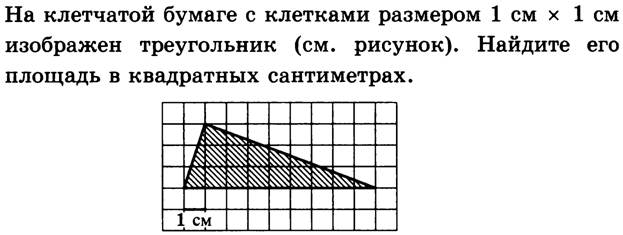 На клетчатой бумаге с клетками размером 1 см × 1 см
изображен треугольник (см. рисунок). Найдите его
площадь в квадратных сантиметрах.
1 см